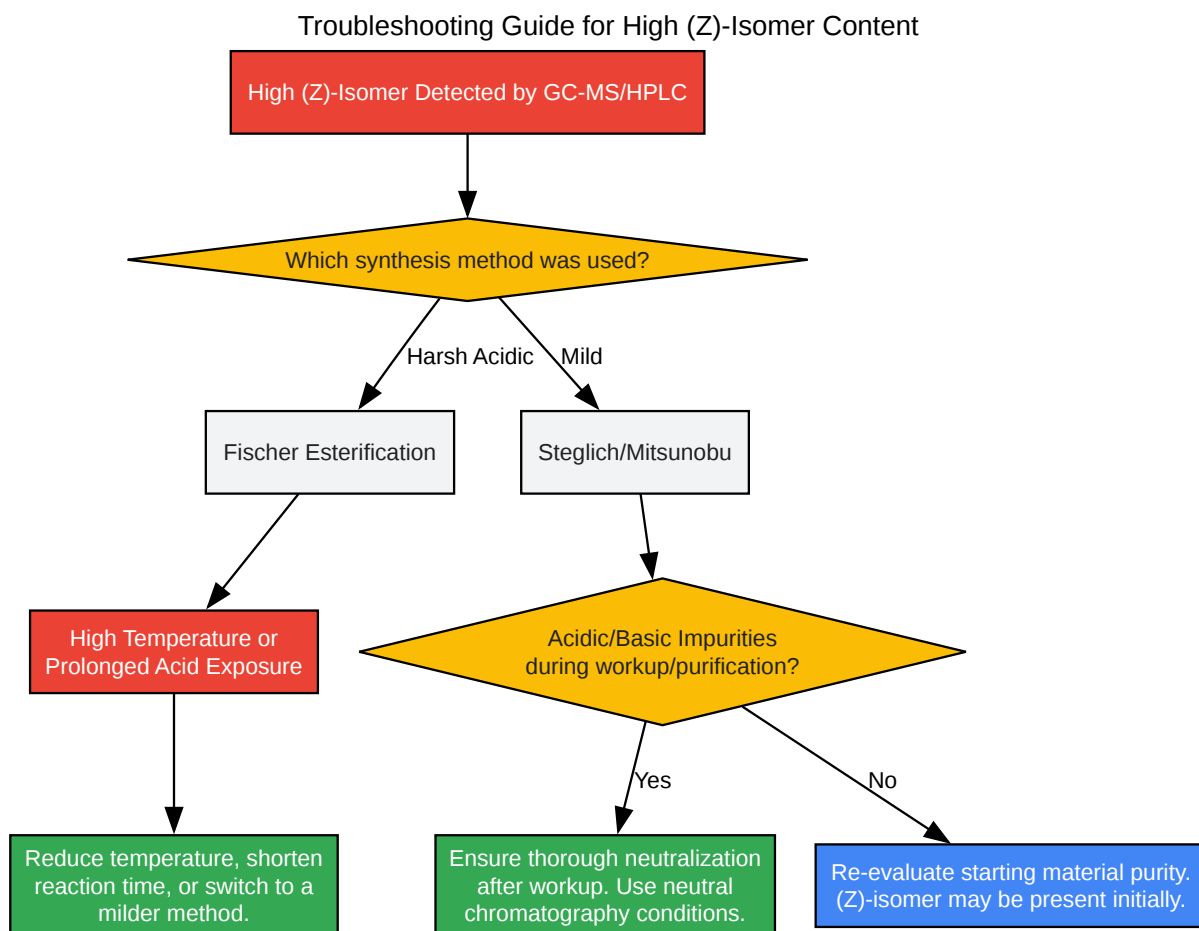 Troubleshooting Guide for High (Z)-Isomer Content
High (Z)-Isomer Detected by GC-MS/HPLC
Which synthesis method was used?
Harsh Acidic
Mild
Fischer Esterification
Steglich/Mitsunobu
High Temperature or
Prolonged Acid Exposure
Acidic/Basic Impurities
during workup/purification?
Yes
No
Reduce temperature, shorten
reaction time, or switch to a
milder method.
Ensure thorough neutralization
after workup. Use neutral
chromatography conditions.
Re-evaluate starting material purity.
(Z)-isomer may be present initially.